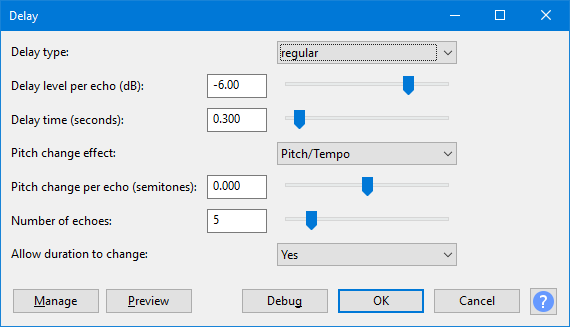 Delay
Delay type: regular
Delay level per echo (dB): -6.00
Delay time (seconds): 0.300
Pitch change effect: Pitch/Tempo
Pitch change per echo (semitones): 0.000
Number of echoes: 5
Allow duration to change: Yes
Manage Preview Debug OK Cancel ?